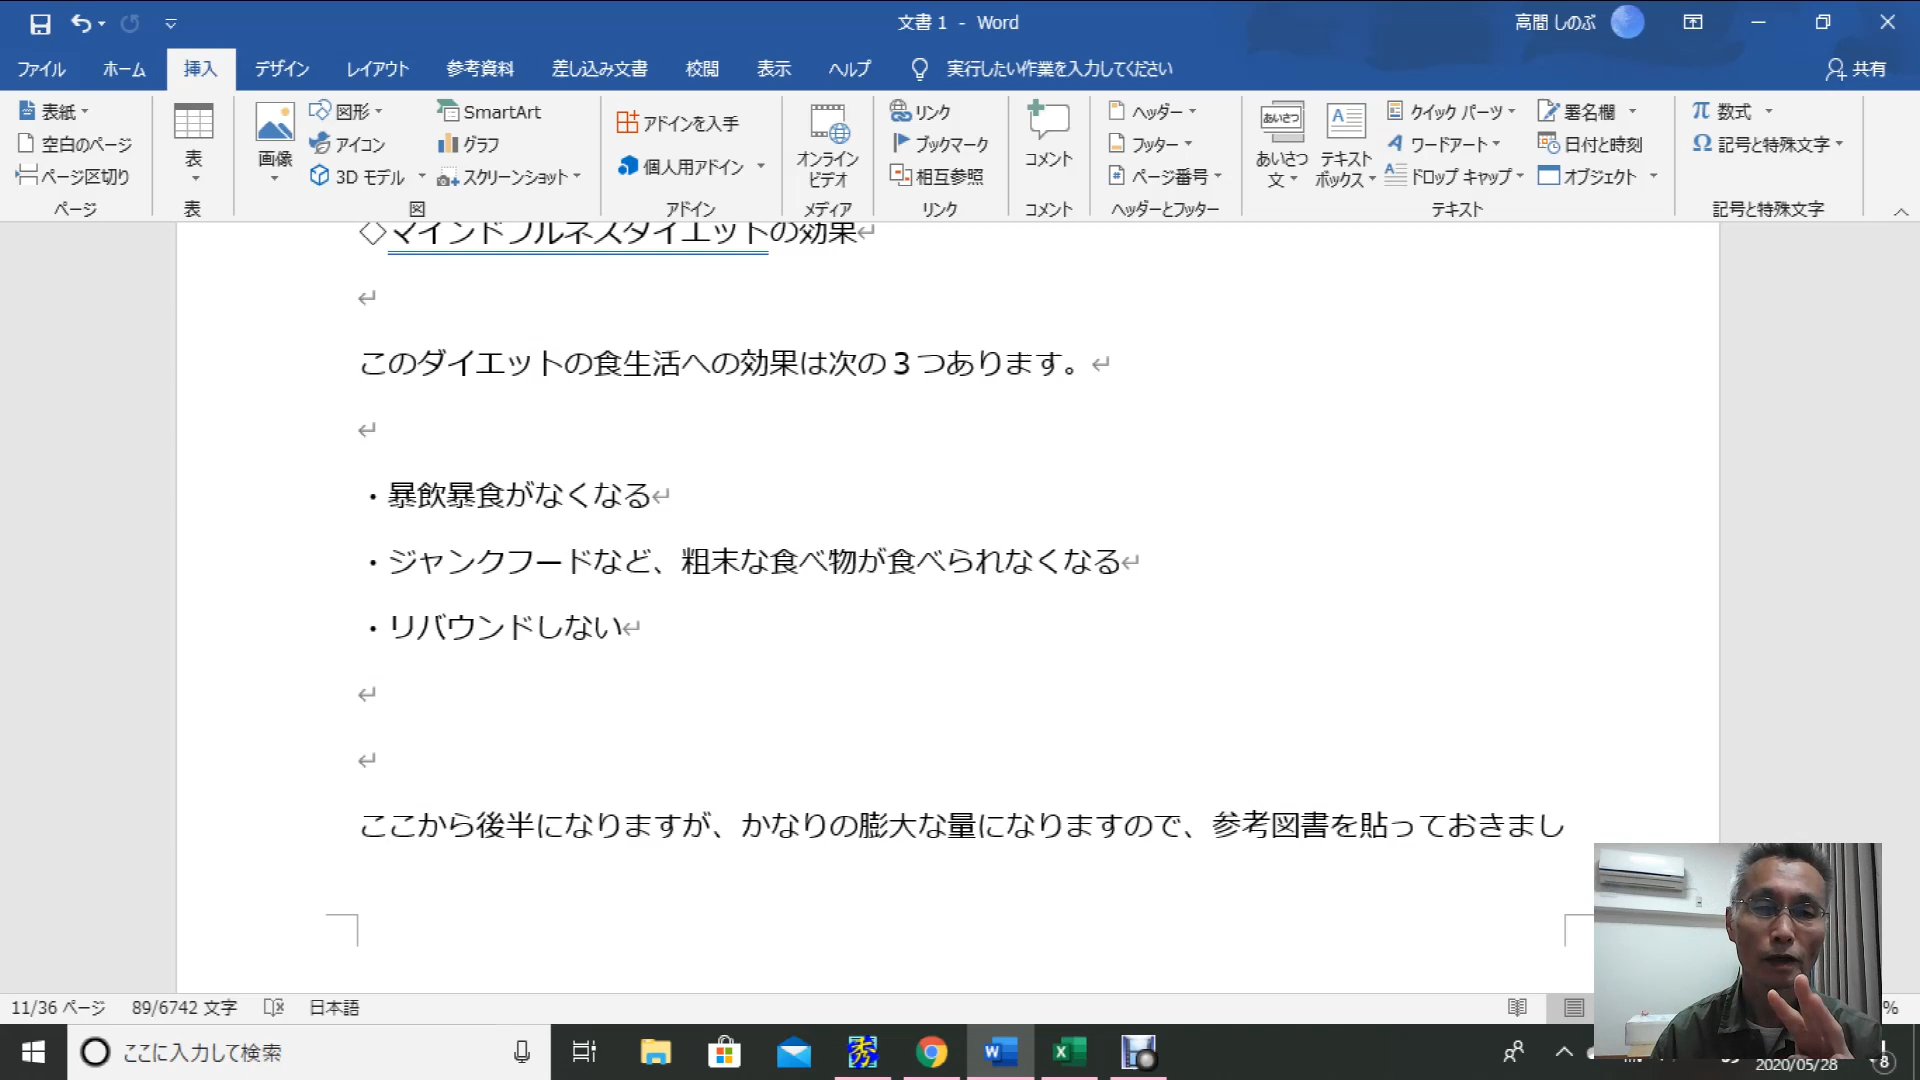 文書 1 - Word
高間 しのぶ
ファイル ホーム 挿入 デザイン レイアウト 参考資料 差し込み文書 校閲 表示 ヘルプ 実行したい作業を入力してください 共有
表紙
空白のページ
ページ区切り
ページ
表
表
画像
図形
アイコン
3D モデル
SmartArt
グラフ
スクリーンショット
図
アドインを入手
個人用アドイン
アドイン
オンライン
ビデオ
メディア
リンク
ブックマーク
相互参照
リンク
コメント
コメント
ヘッダー
フッター
ページ番号
ヘッダーとフッター
あいさつ
あいさつ
文
テキスト
ボックス
クイック パーツ
ワードアート
ドロップ キャップ
署名欄
日付と時刻
オブジェクト
テキスト
数式
記号と特殊文字
記号と特殊文字
◇マインドフルネスダイエットの効果
このダイエットの食生活への効果は次の３つあります。
・暴飲暴食がなくなる
・ジャンクフードなど、粗末な食べ物が食べられなくなる
・リバウンドしない
ここから後半になりますが、かなりの膨大な量になりますので、参考図書を貼っておきまし
11/36 ページ 89/6742 文字 日本語
%
ここに入力して検索
秀
2020/05/28
8